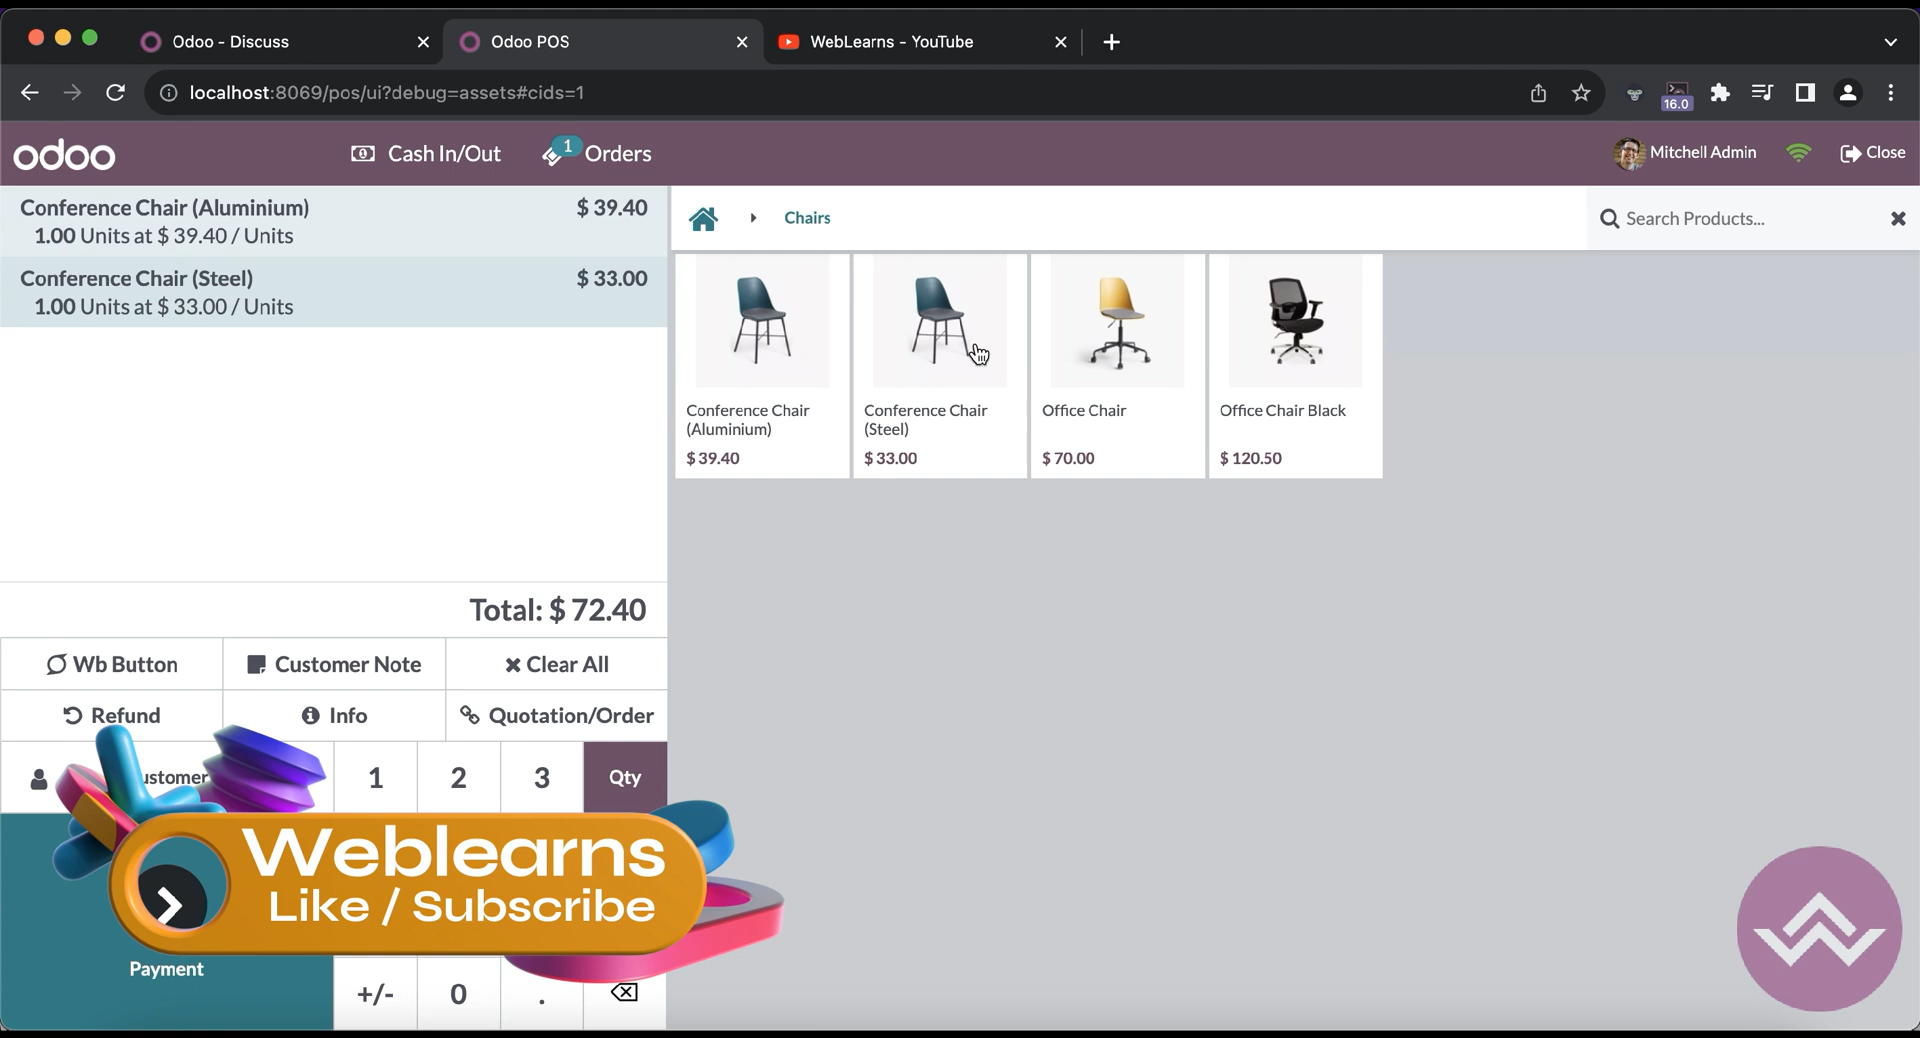 Odoo - Discuss
Odoo POS
WebLearns - YouTube
localhost:8069/pos/ui?debug=assets#cids=1
16.0
odoo
Cash In/Out
1
Orders
Mitchell Admin
Close
Conference Chair (Aluminium) $ 39.40
1.00 Units at $ 39.40 / Units
Conference Chair (Steel) $ 33.00
1.00 Units at $ 33.00 / Units
Total: $ 72.40
Chairs
Search Products...
Conference Chair
(Aluminium)
$ 39.40
Conference Chair
(Steel)
$ 33.00
Office Chair
$ 70.00
Office Chair Black
$ 120.50
Wb Button
Customer Note
Clear All
Refund
Info
Quotation/Order
ustomer
1
2
3
Qty
Weblearns
Like / Subscribe
Payment
+/-
0
.